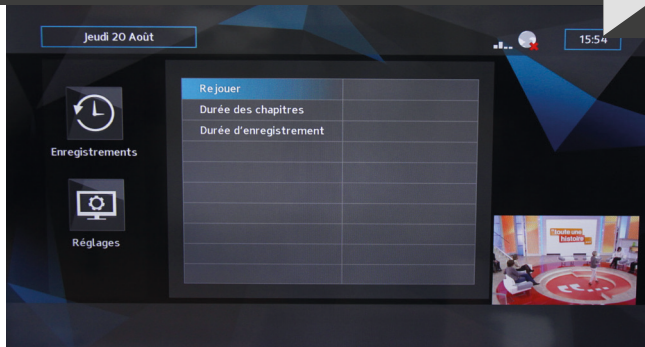 Jeudi 20 Août
15:54
Rejouer
Durée des chapitres
Durée d'enregistrement
Enregistrements
Réglages
"toute une
histoire"